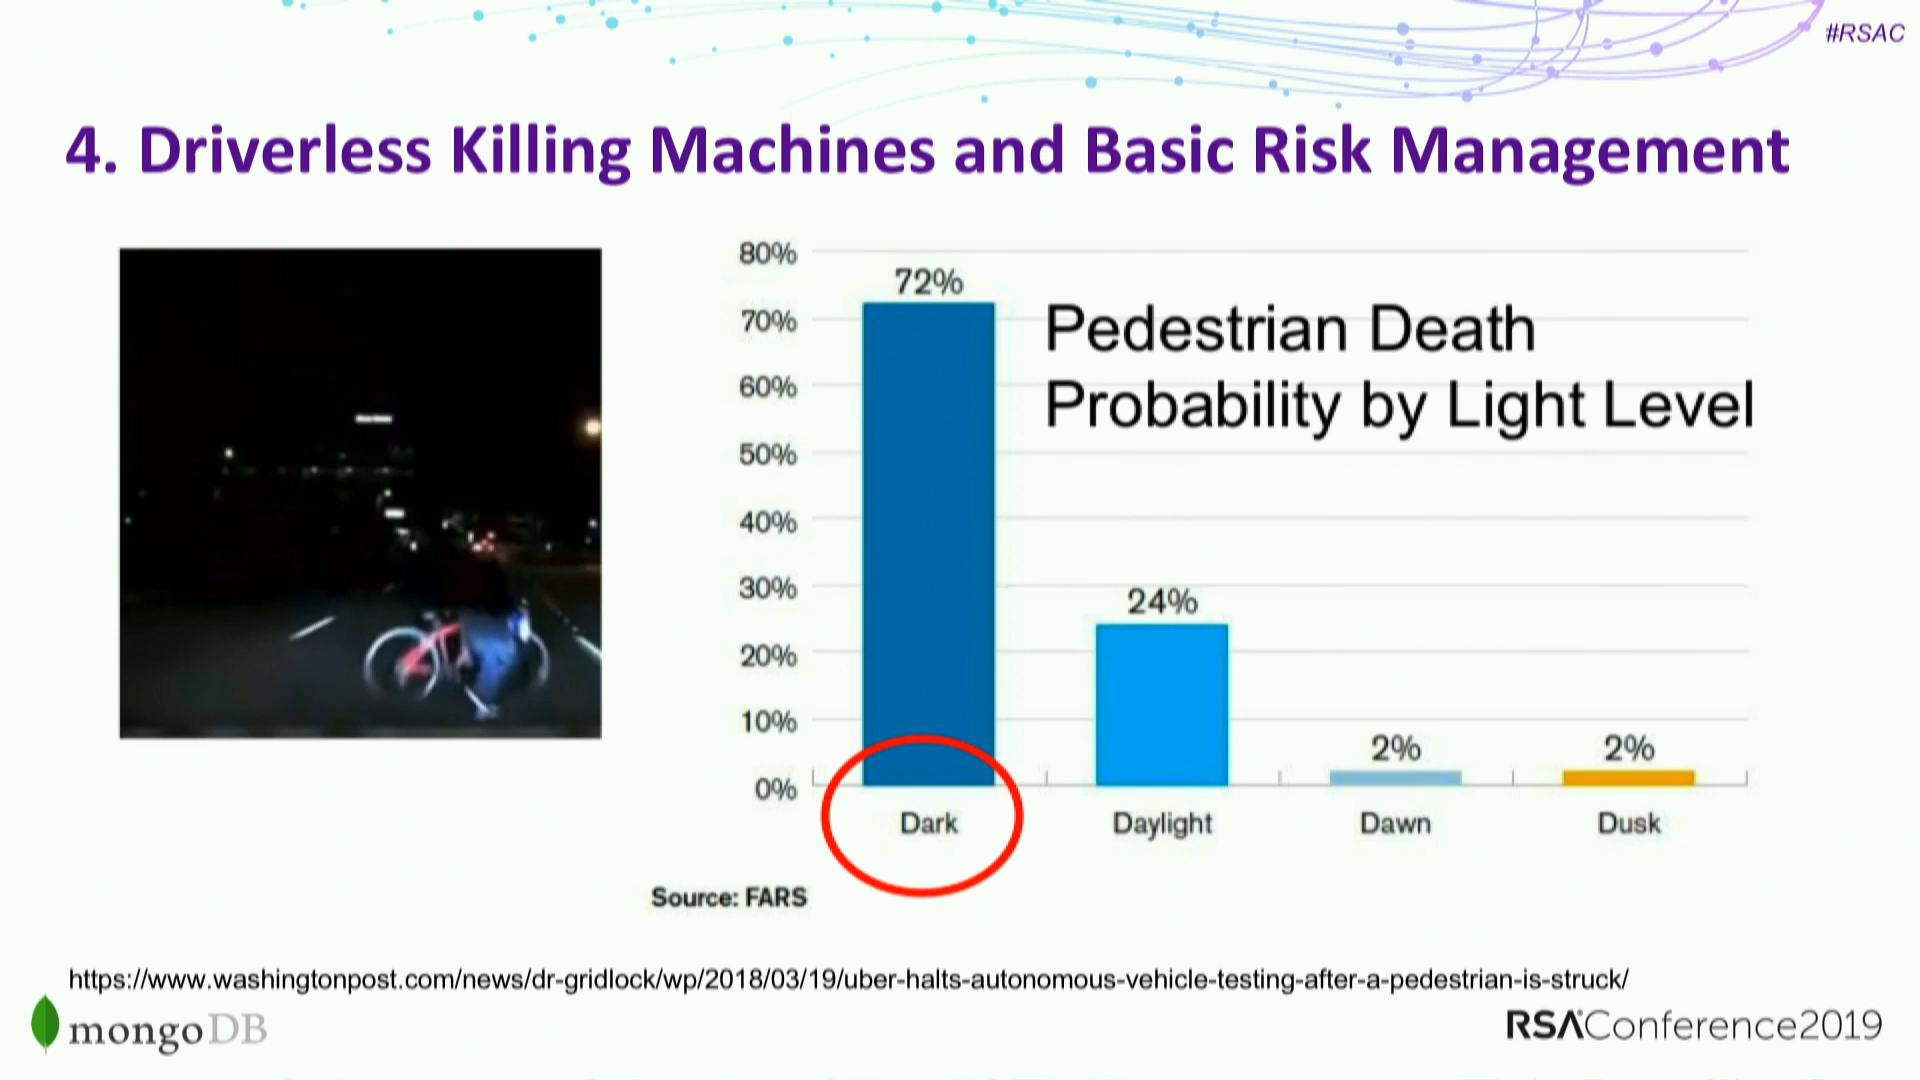 #RSAC
4. Driverless Killing Machines and Basic Risk Management
80%
72%
Pedestrian Death
70%
60%
Probability by Light Level
50%
40%
30%
24%
20%
10%
2%
2%
0%
Dark
Daylight
Dawn
Dusk
Source: FARS
https://www.washingtonpost.com/news/dr-gridlock/wp/2018/03/19/uber-halts-autonomous-vehicle-testing-after-a-pedestrian-is-struck/
mongoDB
RSAConference2019